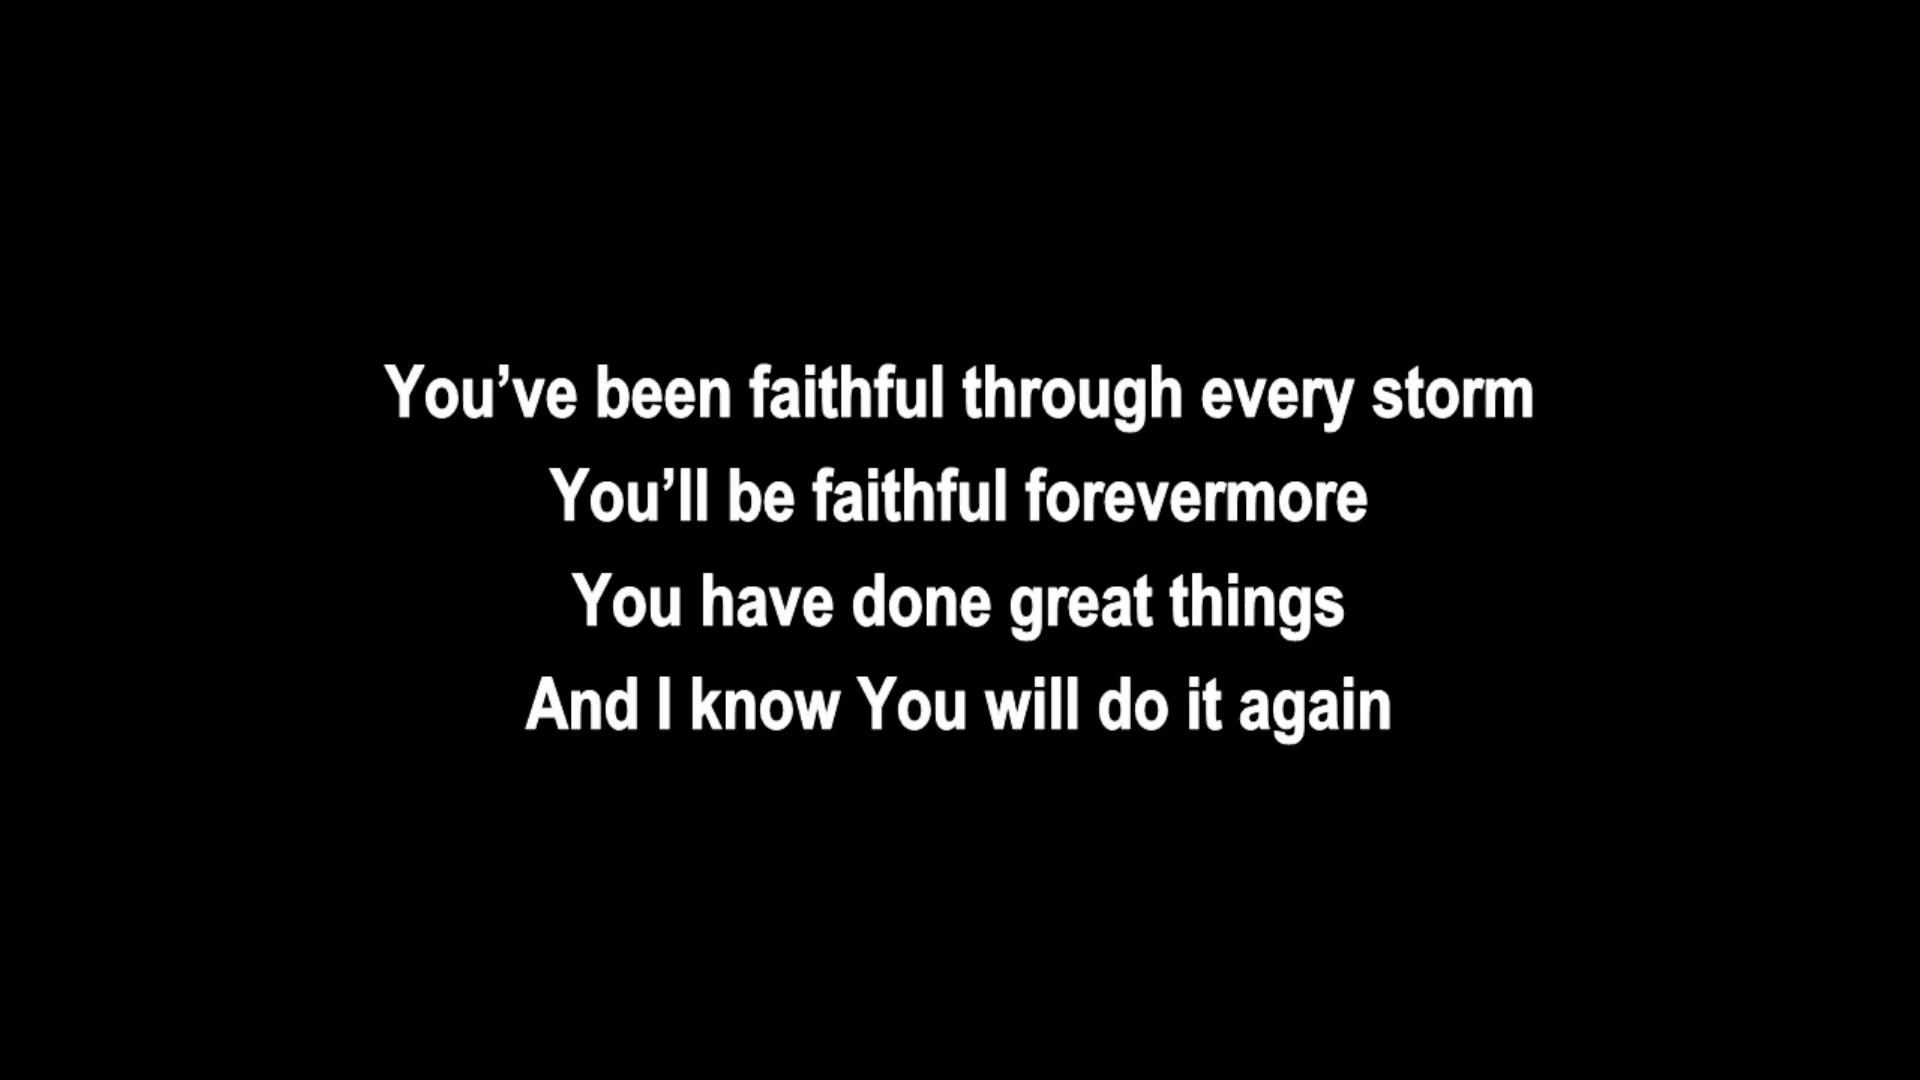 You’ve been faithful through every storm
You’ll be faithful forevermore
You have done great things
And I know You will do it again